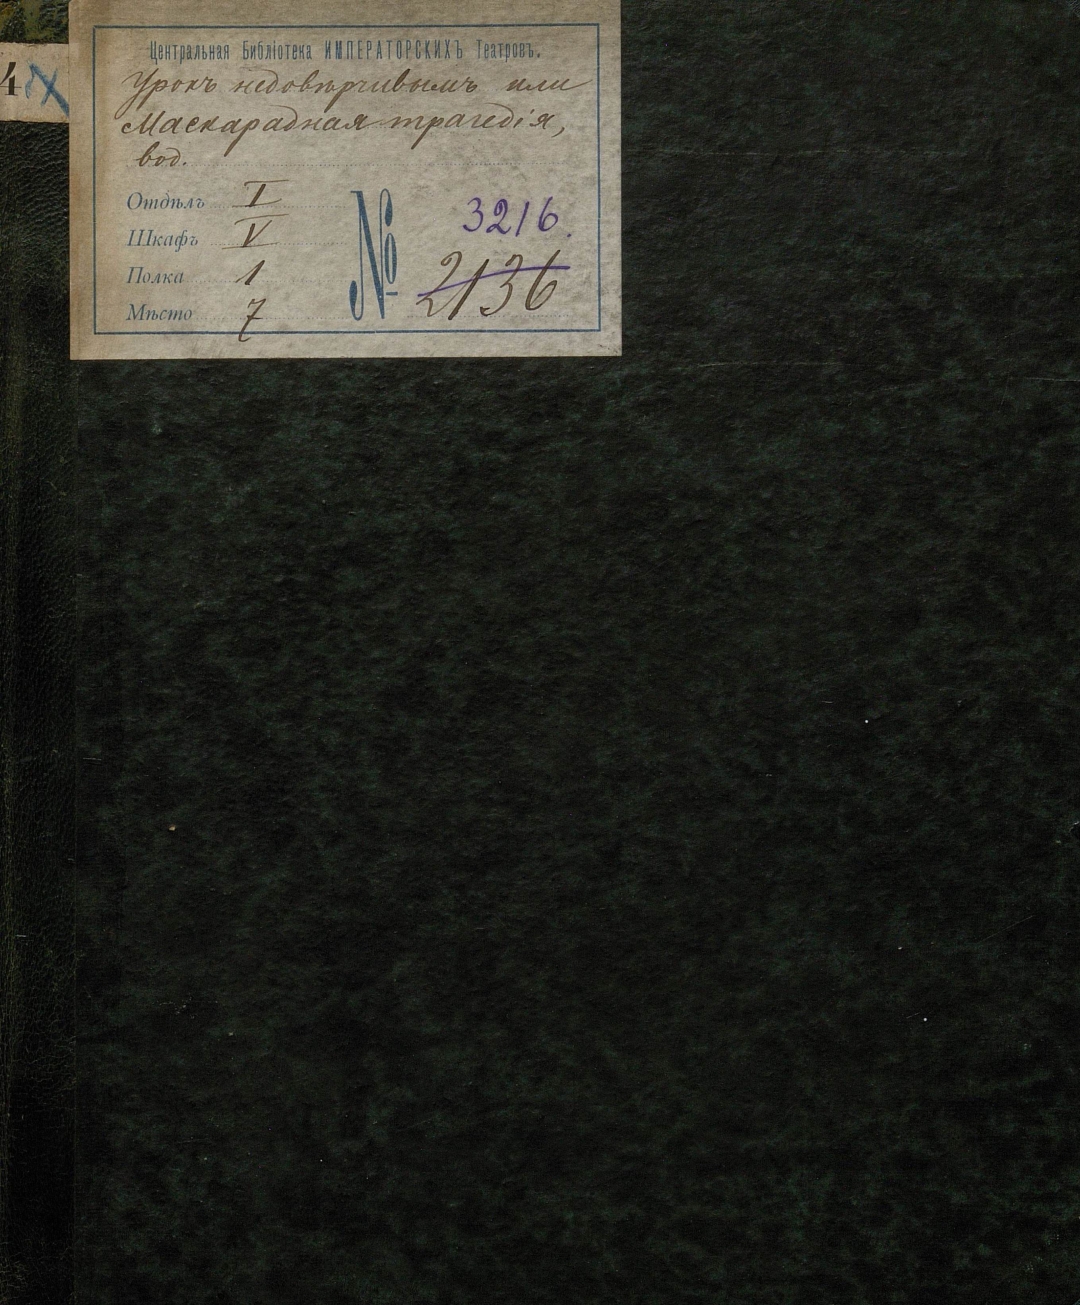 Центральная Библіотека ИМПЕРАТОРСКИХЪ Театровъ.
Урокъ недовѣрчивымъ или
Маскарадная трагедія,
вод.
Отдѣлъ I
Шкафъ V
Полка 1
Мѣсто 7
№ 3216.
2136
4